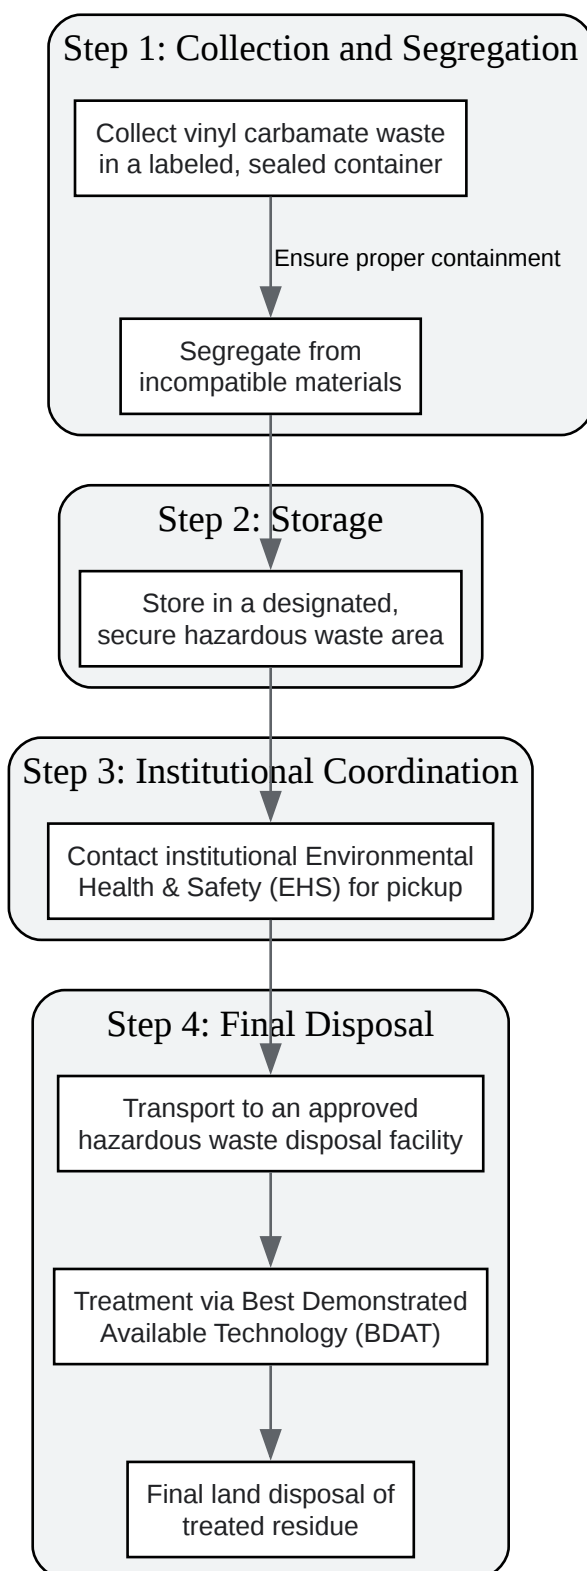 Step 1: Collection and Segregation
Collect vinyl carbamate waste
in a labeled, sealed container
Ensure proper containment
Segregate from
incompatible materials
Step 2: Storage
Store in a designated,
secure hazardous waste area
Step 3: Institutional Coordination
Contact institutional Environmental
Health & Safety (EHS) for pickup
Step 4: Final Disposal
Transport to an approved
hazardous waste disposal facility
Treatment via Best Demonstrated
Available Technology (BDAT)
Final land disposal of
treated residue